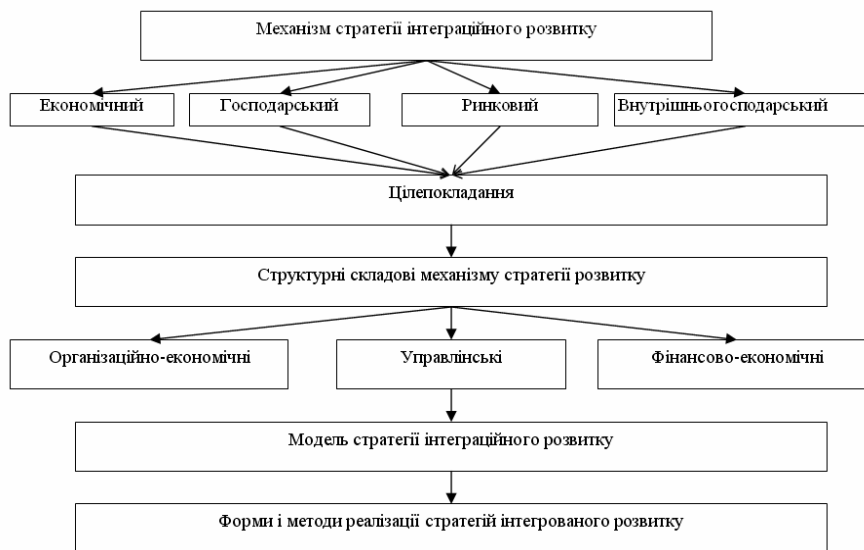 Механізм стратегії інтеграційного розвитку
Економічний
Господарський
Ринковий
Внутрішньогосподарський
Цілепокладання
Структурні складові механізму стратегії розвитку
Організаційно-економічні
Управлінські
Фінансово-економічні
Модель стратегії інтеграційного розвитку
Форми і методи реалізації стратегій інтегрованого розвитку